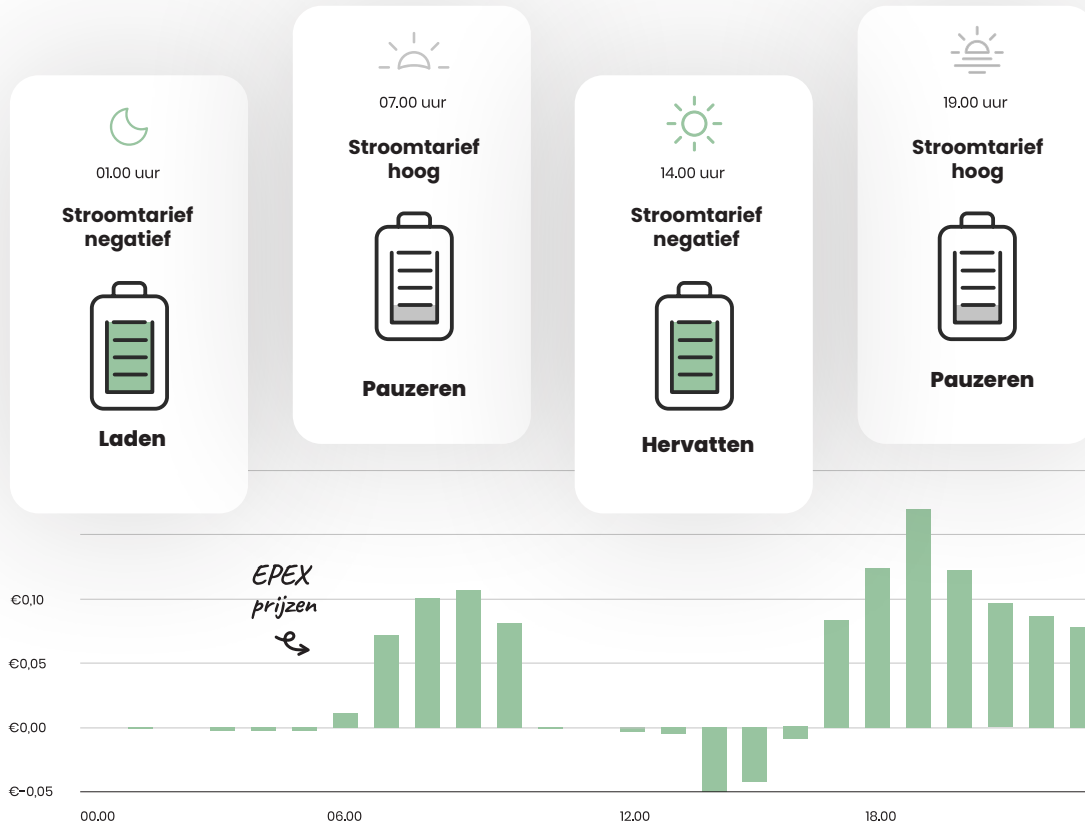 01.00 uur
Stroomtarief
negatief
Laden
07.00 uur
Stroomtarief
hoog
Pauzeren
14.00 uur
Stroomtarief
negatief
Hervatten
19.00 uur
Stroomtarief
hoog
Pauzeren
EPEX
prijzen
€0,10
€0,05
€0,00
€-0,05
00.00
06.00
12.00
18.00